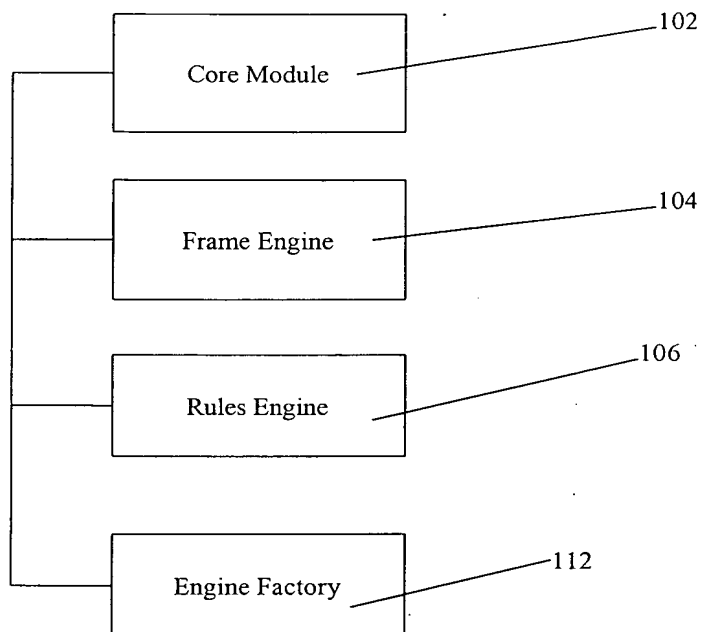 102
Core Module
104
Frame Engine
106
Rules Engine
112
Engine Factory